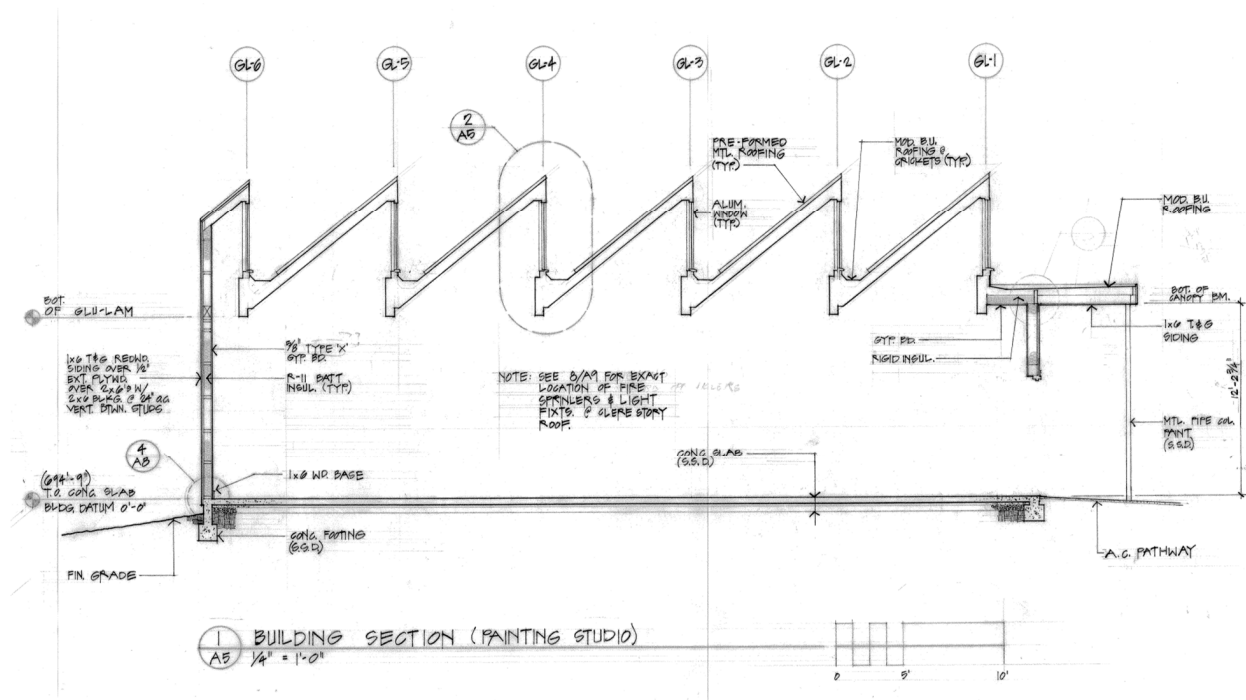 GL-6
GL-5
GL-4
GL-3
GL-2
GL-1
2
A5
PRE-FORMED
MTL. ROOFING
(TYP.)
MOD. B.U.
ROOFING @
CRICKETS (TYP.)
ALUM.
WINDOW
(TYP.)
MOD. B.U.
ROOFING
BOT.
OF GLU-LAM
BOT. OF
CANOPY BM.
1x6 T&G
SIDING
5/8" TYPE 'X'
GYP. BD.
GYP. BD.
RIGID INSUL.
1x6 T&G REDWD.
SIDING OVER 1/2"
EXT. PLYWD.
OVER 2x6'S W/
2x6 BLKG. @ 24" O.C.
VERT. BTWN. STUDS
R-11 BATT
INSUL. (TYP.)
NOTE: SEE 8/A9 FOR EXACT
LOCATION OF FIRE
SPRINLERS & LIGHT
FIXTS. @ CLERESTORY
ROOF.
12'-2 3/4"
MTL. PIPE COL.
PAINT.
(S.S.D.)
4
A8
CONC. SLAB
(S.S.D.)
1x6 WD. BASE
(694'-9")
T.O. CONC. SLAB
BLDG. DATUM 0'-0"
CONC. FOOTING
(S.S.D.)
A.C. PATHWAY
FIN. GRADE
1
A5
BUILDING SECTION (PAINTING STUDIO)
1/4" = 1'-0"
0
5'
10'